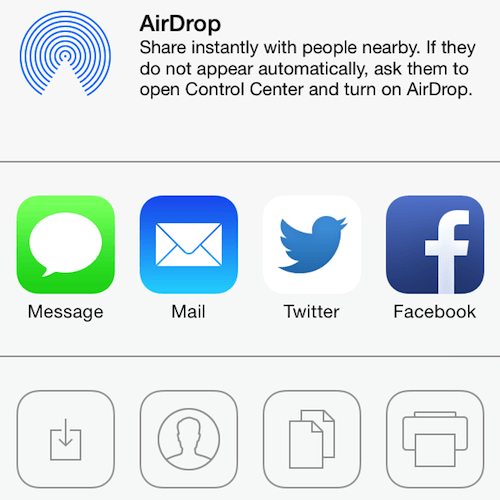 AirDrop
Share instantly with people nearby. If they
do not appear automatically, ask them to
open Control Center and turn on AirDrop.
Message
Mail
Twitter
Facebook